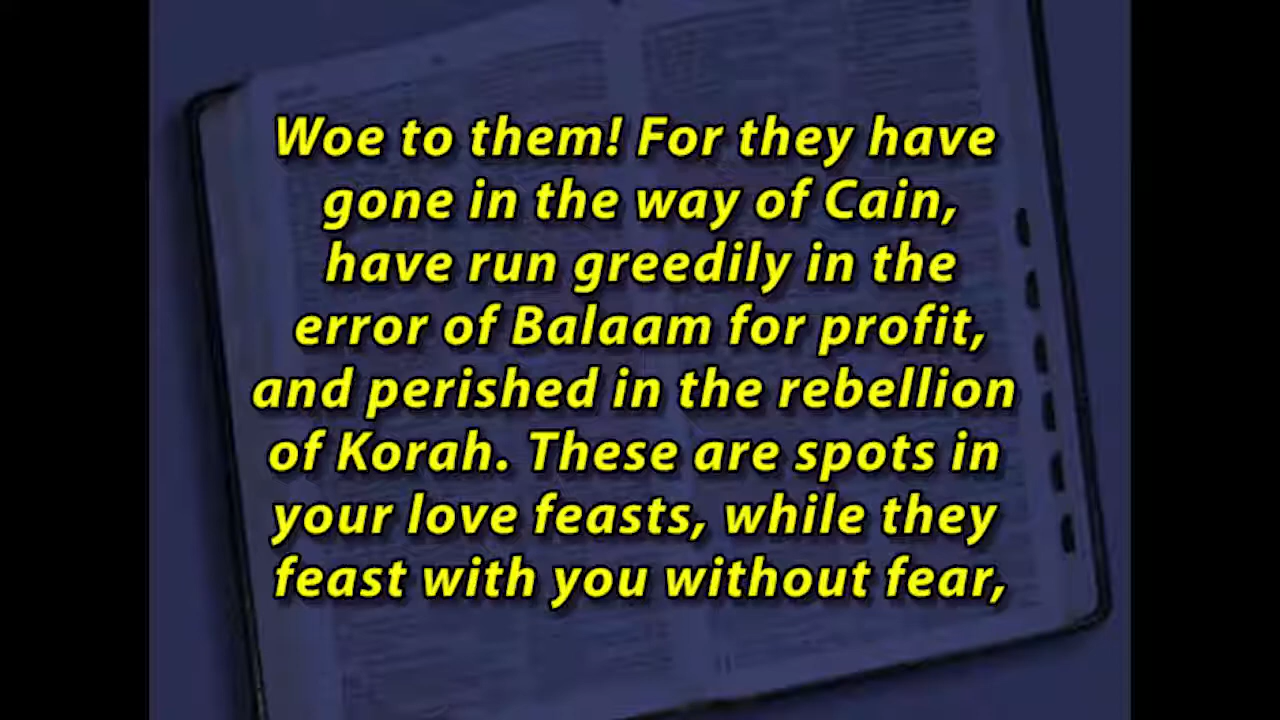 Woe to them! For they have
gone in the way of Cain,
have run greedily in the
error of Balaam for profit,
and perished in the rebellion
of Korah. These are spots in
your love feasts, while they
feast with you without fear,